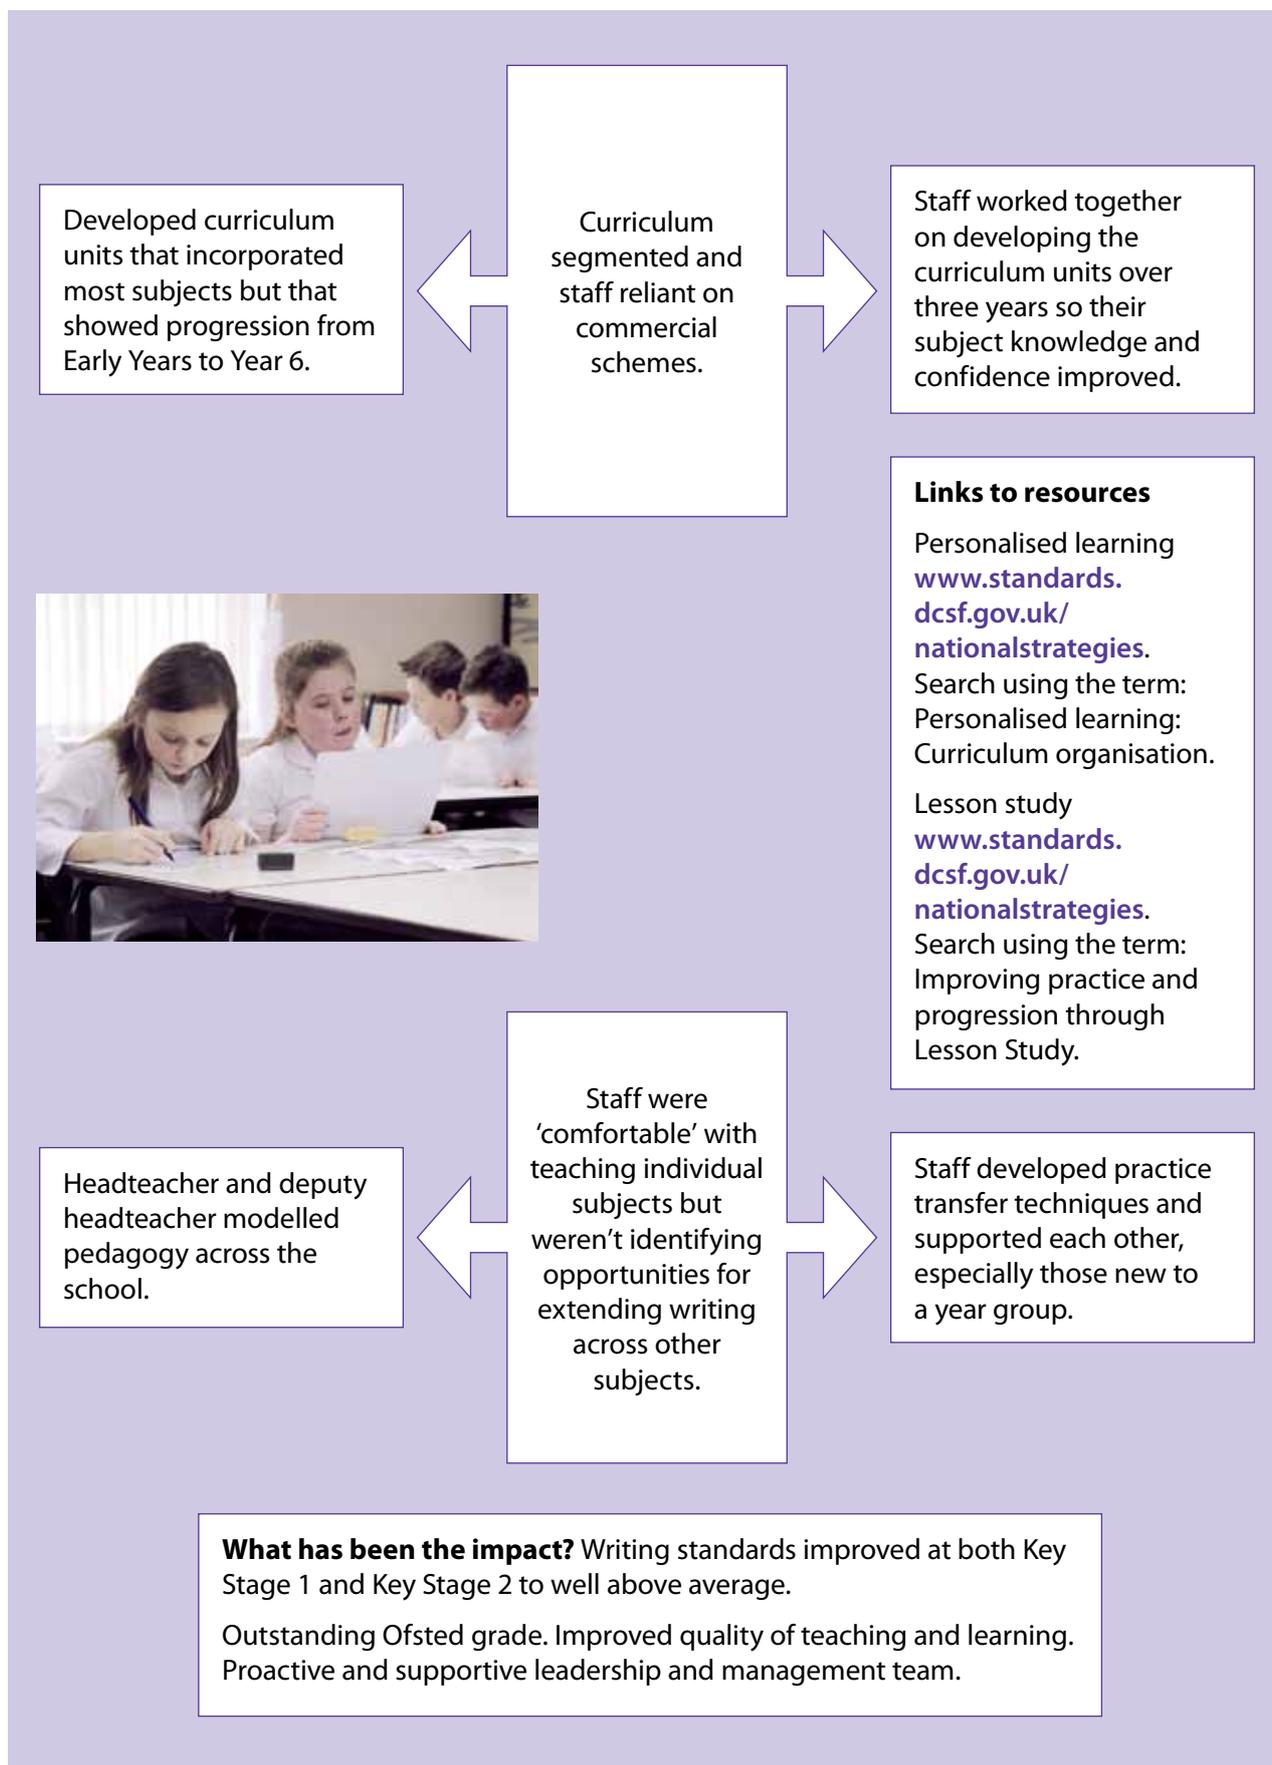 Developed curriculum
units that incorporated
most subjects but that
showed progression from
Early Years to Year 6.
Curriculum
segmented and
staff reliant on
commercial
schemes.
Staff worked together
on developing the
curriculum units over
three years so their
subject knowledge and
confidence improved.
Links to resources
Personalised learning
www.standards.
dcsf.gov.uk/
nationalstrategies.
Search using the term:
Personalised learning:
Curriculum organisation.
Lesson study
www.standards.
dcsf.gov.uk/
nationalstrategies.
Search using the term:
Improving practice and
progression through
Lesson Study.
Headteacher and deputy
headteacher modelled
pedagogy across the
school.
Staff were
‘comfortable’ with
teaching individual
subjects but
weren’t identifying
opportunities for
extending writing
across other
subjects.
Staff developed practice
transfer techniques and
supported each other,
especially those new to
a year group.
What has been the impact? Writing standards improved at both Key
Stage 1 and Key Stage 2 to well above average.
Outstanding Ofsted grade. Improved quality of teaching and learning.
Proactive and supportive leadership and management team.